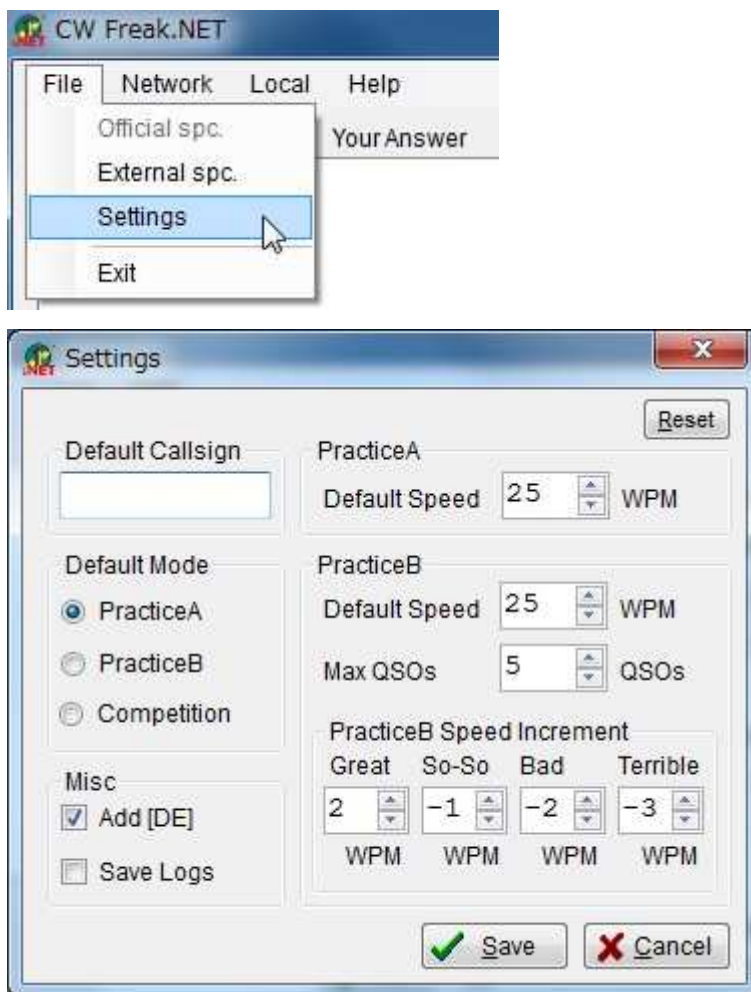 CW Freak.NET
File Network Local Help
Official spc.
Your Answer
External spc.
Settings
Exit
.NET Settings
Reset
Default Callsign
PracticeA
Default Speed 25 WPM
Default Mode
PracticeA
PracticeB
Competition
PracticeB
Default Speed 25 WPM
Max QSOs 5 QSOs
PracticeB Speed Increment
Great So-So Bad Terrible
2 -1 -2 -3
WPM WPM WPM WPM
Misc
Add [DE]
Save Logs
Save Cancel